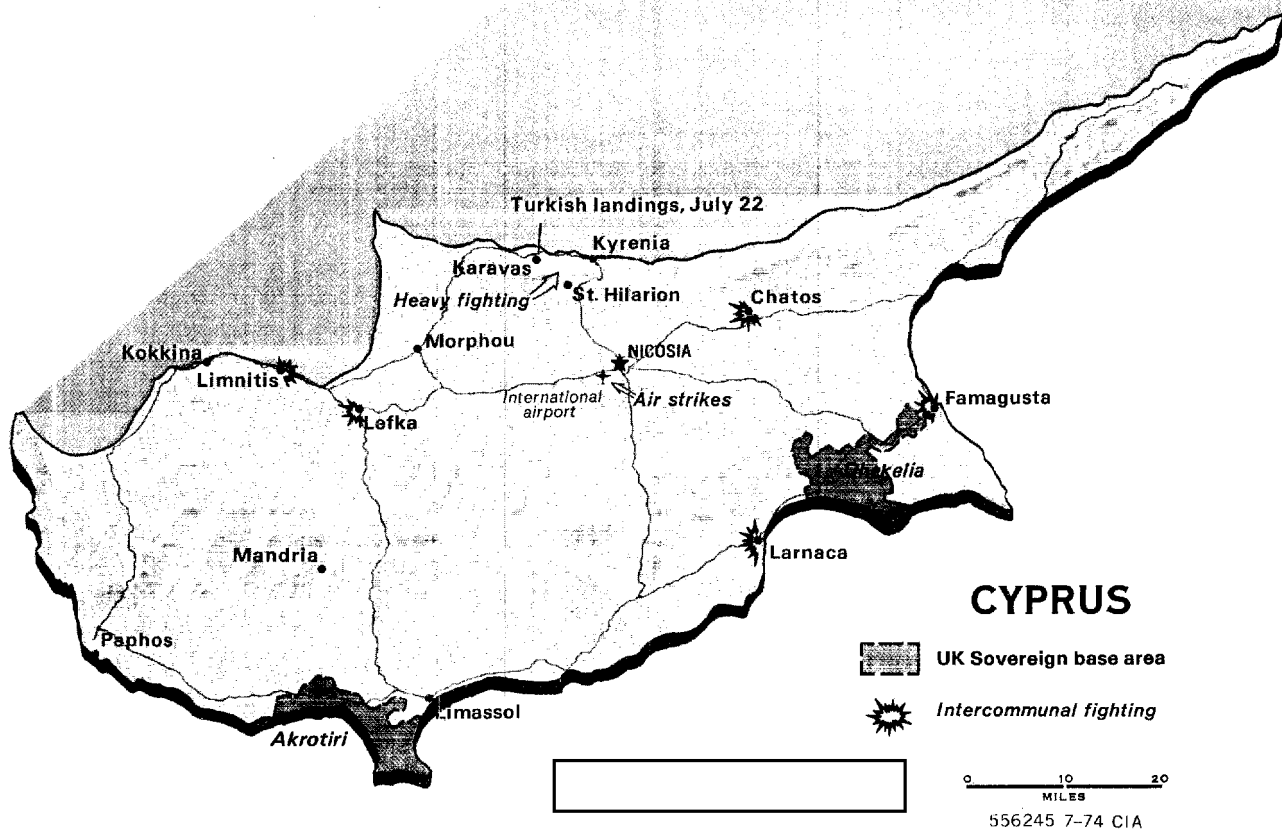 Turkish landings, July 22
Kyrenia
Karavas
Heavy fighting
St. Hilarion
Chatos
Morphou
NICOSIA
Kokkina
Limnitis
International
airport
Air strikes
Lefka
Famagusta
Mandria
Larnaca
CYPRUS
Paphos
UK Sovereign base area
Limassol
Intercommunal fighting
Akrotiri
0 10 20
MILES
556245 7-74 CIA